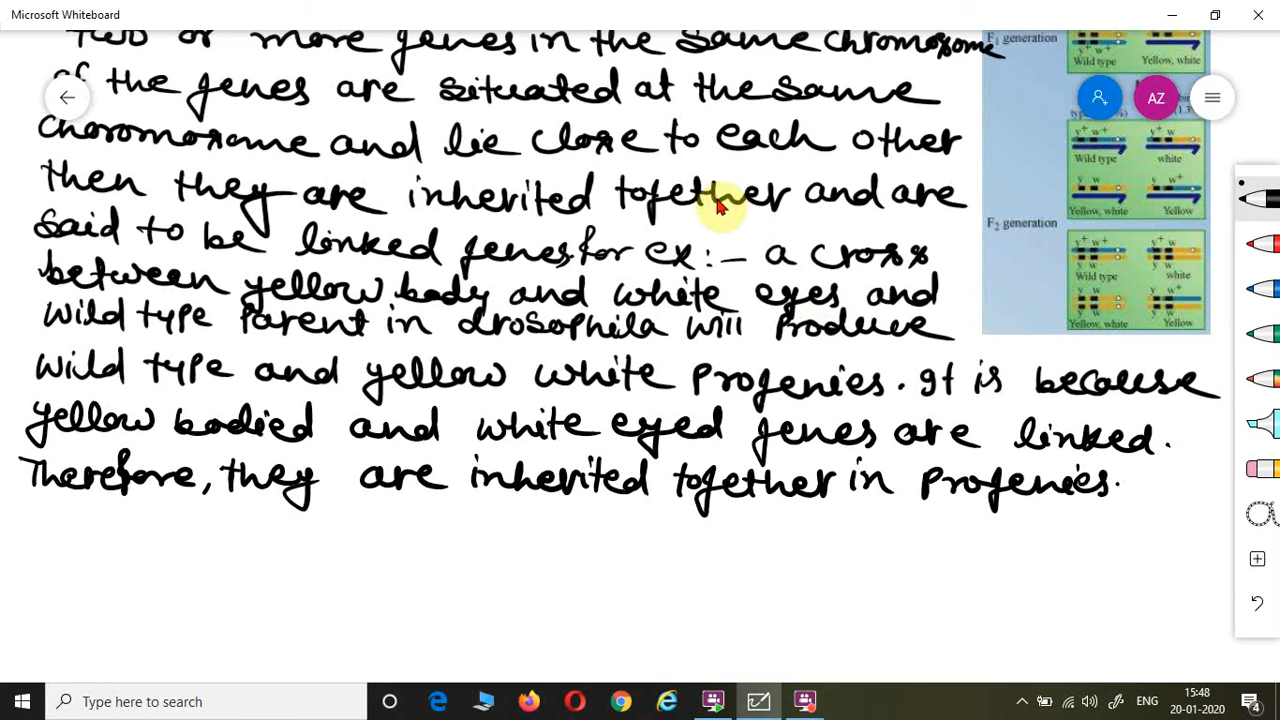 Microsoft Whiteboard
two or more genes in the same chromosome
of the genes are situated at the same
choromosome and lie close to each other
then they are inherited together and are
said to be linked genes. for ex :- a cross
between yellow body and white eyes and
wild type parent in drosophila will produce
wild type and yellow white progenies. It is because
yellow bodied and white eyed genes are linked.
Therefore, they are inherited together in progenies.
F1 generation
y+ w+
Wild type
Yellow, white
AZ
y+ w+
y+ w
Wild type
white
y w
y w+
Yellow, white
Yellow
F2 generation
y+ w+
y+ w
y w
y w
Wild type
white
y w
y w+
y w
y w
Yellow, white
Yellow
Type here to search
ENG
15:48
20-01-2020
4